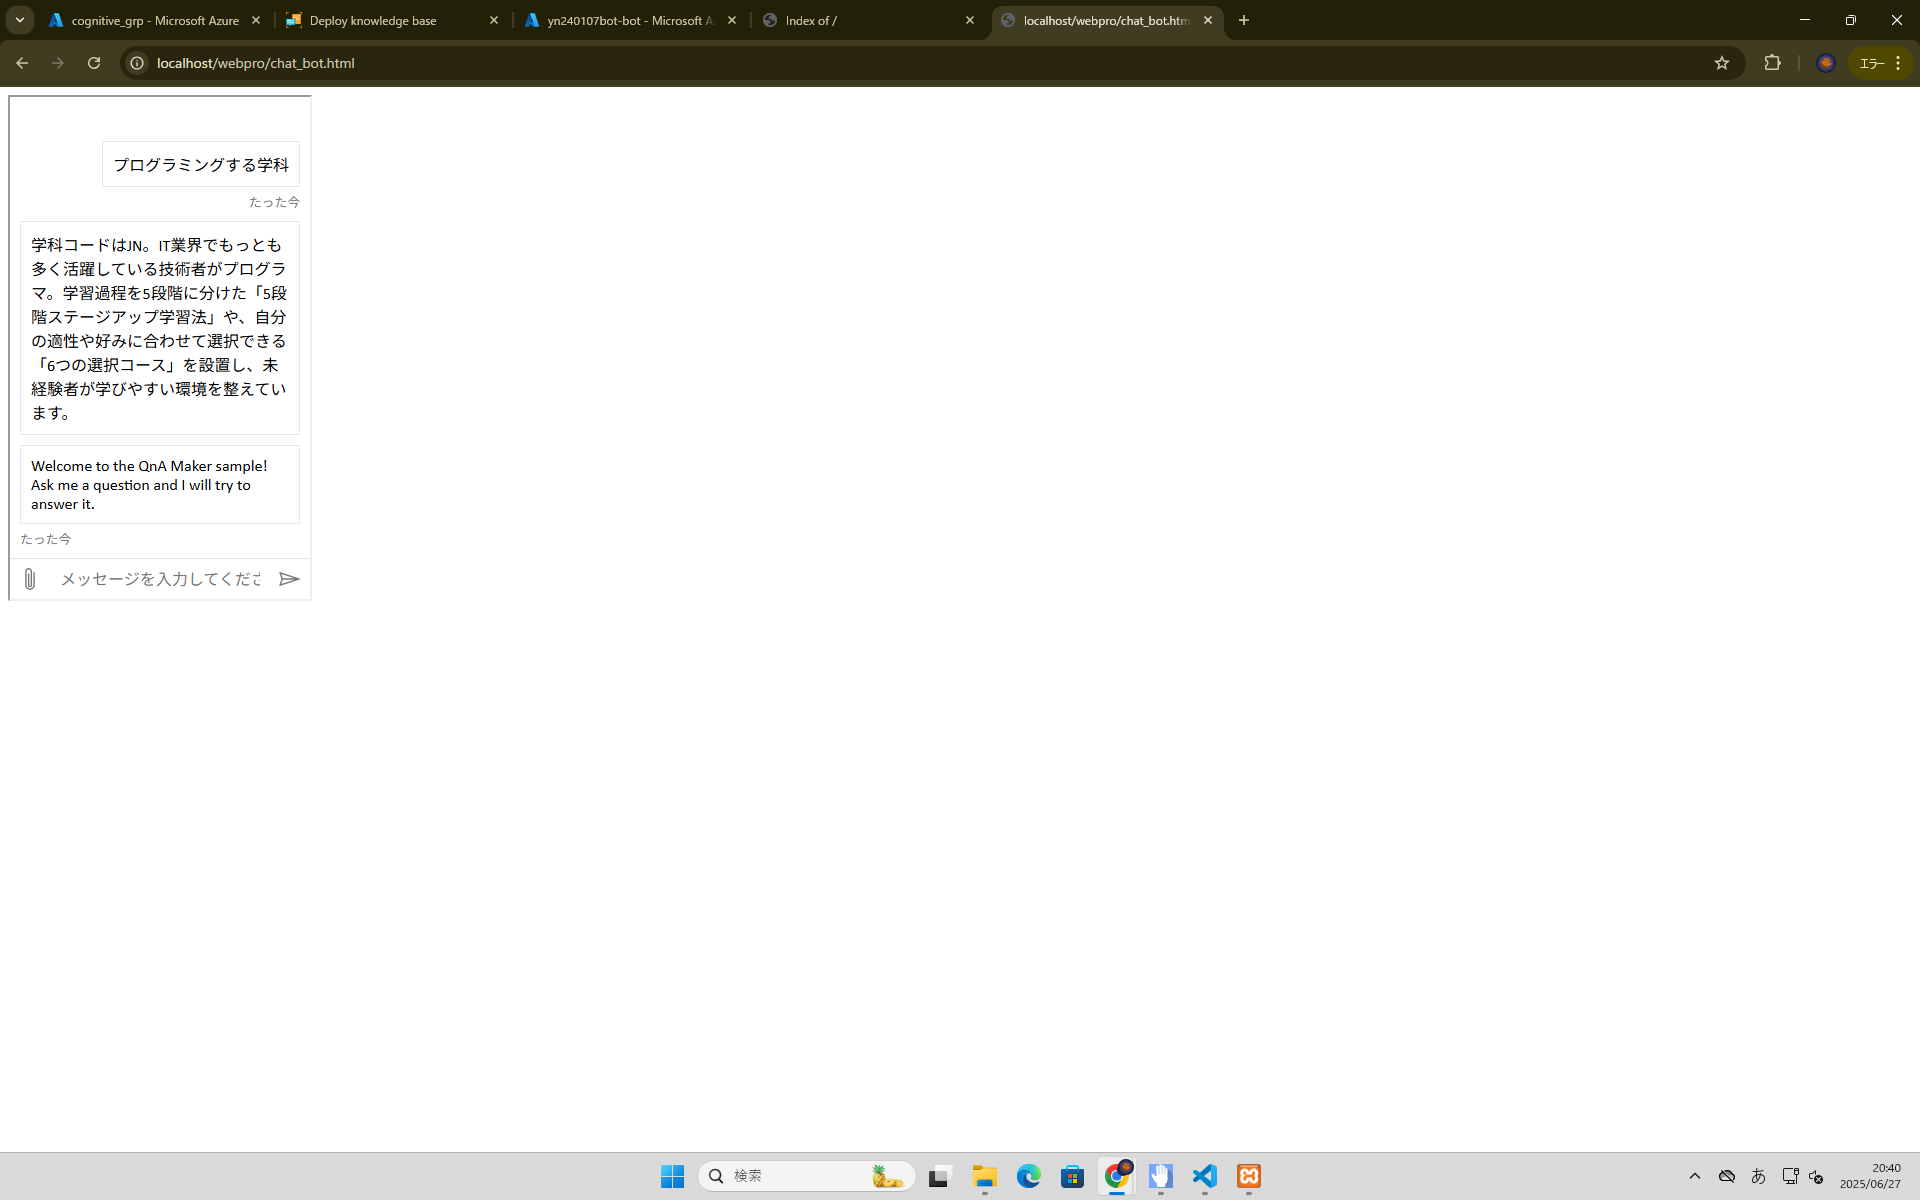 cognitive_grp - Microsoft Azure
Deploy knowledge base
yn240107bot-bot - Microsoft A
Index of /
localhost/webpro/chat_bot.htm
localhost/webpro/chat_bot.html
エラー
プログラミングする学科
たった今
学科コードはJN。IT業界でもっとも
多く活躍している技術者がプログラ
マ。学習過程を5段階に分けた「5段
階ステージアップ学習法」や、自分
の適性や好みに合わせて選択できる
「6つの選択コース」を設置し、未
経験者が学びやすい環境を整えてい
ます。
Welcome to the QnA Maker sample!
Ask me a question and I will try to
answer it.
たった今
メッセージを入力してくださ
検索
あ
20:40
2025/06/27